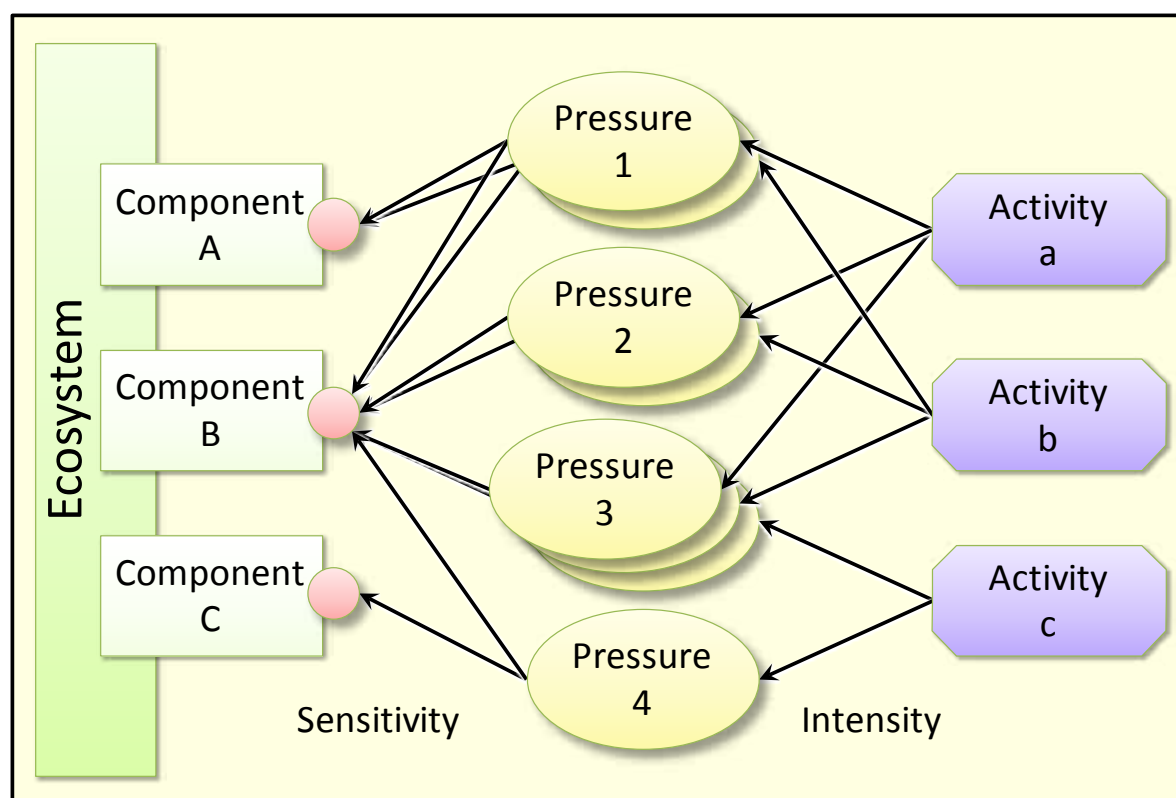 Ecosystem
Component
A
Component
B
Component
C
Pressure
1
Pressure
2
Pressure
3
Pressure
4
Activity
a
Activity
b
Activity
c
Sensitivity
Intensity